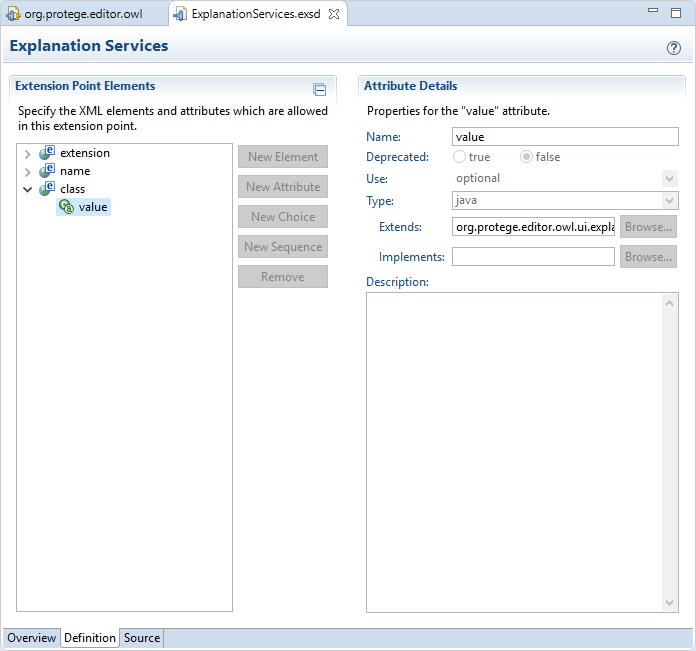 org.protege.editor.owl
ExplanationServices.exsd
Explanation Services
Extension Point Elements
Specify the XML elements and attributes which are allowed
in this extension point.
extension
name
class
value
New Element
New Attribute
New Choice
New Sequence
Remove
Attribute Details
Properties for the "value" attribute.
Name: value
Deprecated: true false
Use: optional
Type: java
Extends: org.protege.editor.owl.ui.expla Browse...
Implements: Browse...
Description:
Overview Definition Source